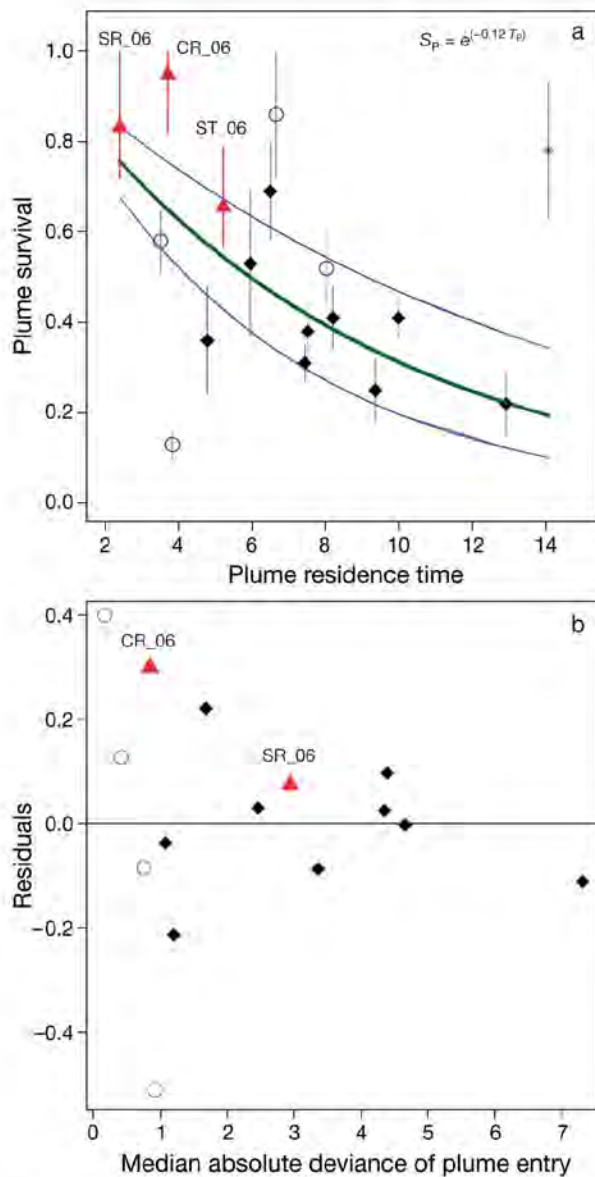 a
S_P = e^(−0.12 T_P)
SR_06
CR_06
ST_06
1.0
0.8
0.6
0.4
0.2
0.0
Plume survival
2 4 6 8 10 12 14
Plume residence time
b
CR_06
SR_06
0.4
0.2
0.0
−0.2
−0.4
Residuals
0 1 2 3 4 5 6 7
Median absolute deviance of plume entry